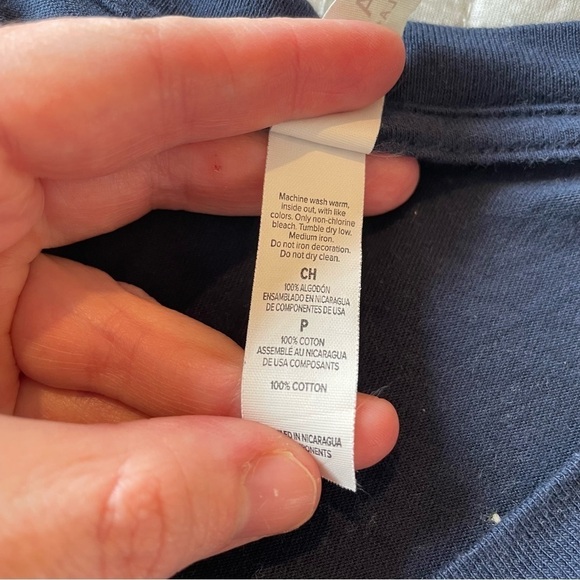 Machine wash warm,
inside out, with like
colors. Only non-chlorine
bleach. Tumble dry low.
Medium iron.
Do not iron decoration.
Do not dry clean.
CH
100% ALGODÓN
ENSAMBLADO EN NICARAGUA
DE COMPONENTES DE USA
P
100% COTON
ASSEMBLÉ AU NICARAGUA
DE USA COMPOSANTS
100% COTTON
IN NICARAGUA